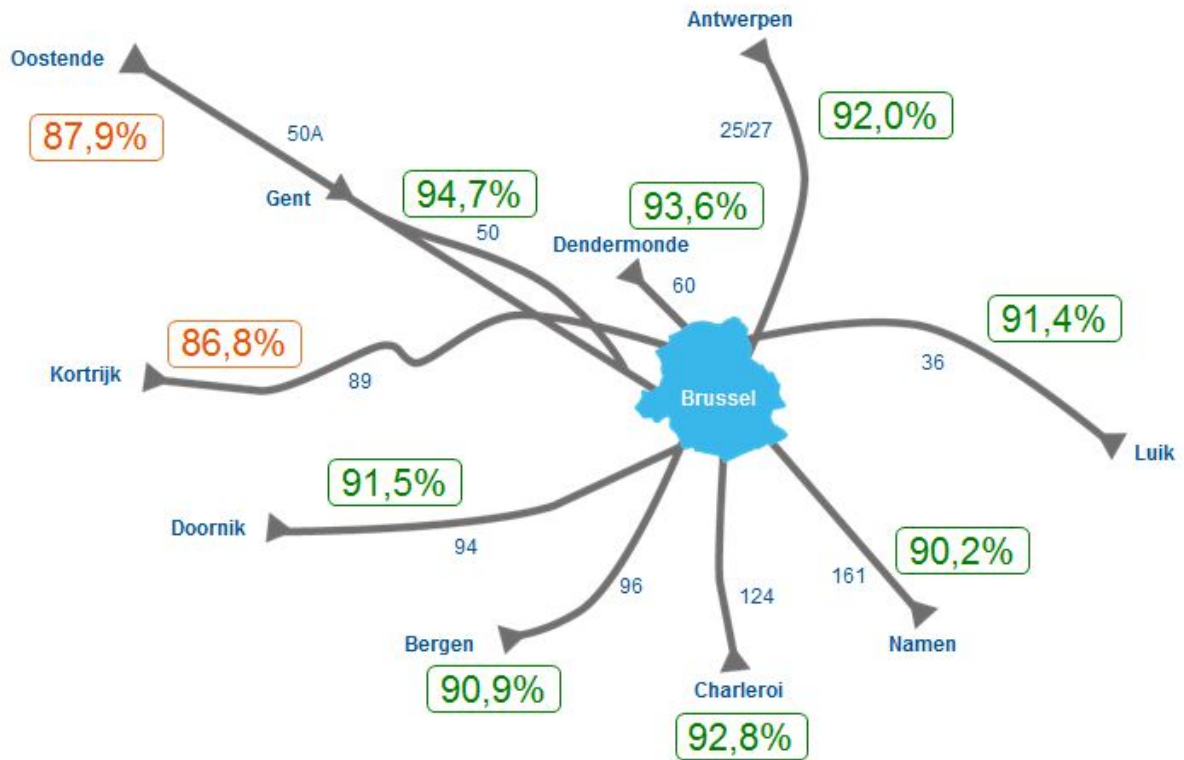 Antwerpen
Oostende
87,9%
50A
25/27
92,0%
Gent
94,7%
50
93,6%
Dendermonde
60
86,8%
Kortrijk
89
91,4%
36
Brussel
Luik
91,5%
Doornik
94
90,2%
96
124
161
Bergen
Namen
90,9%
Charleroi
92,8%